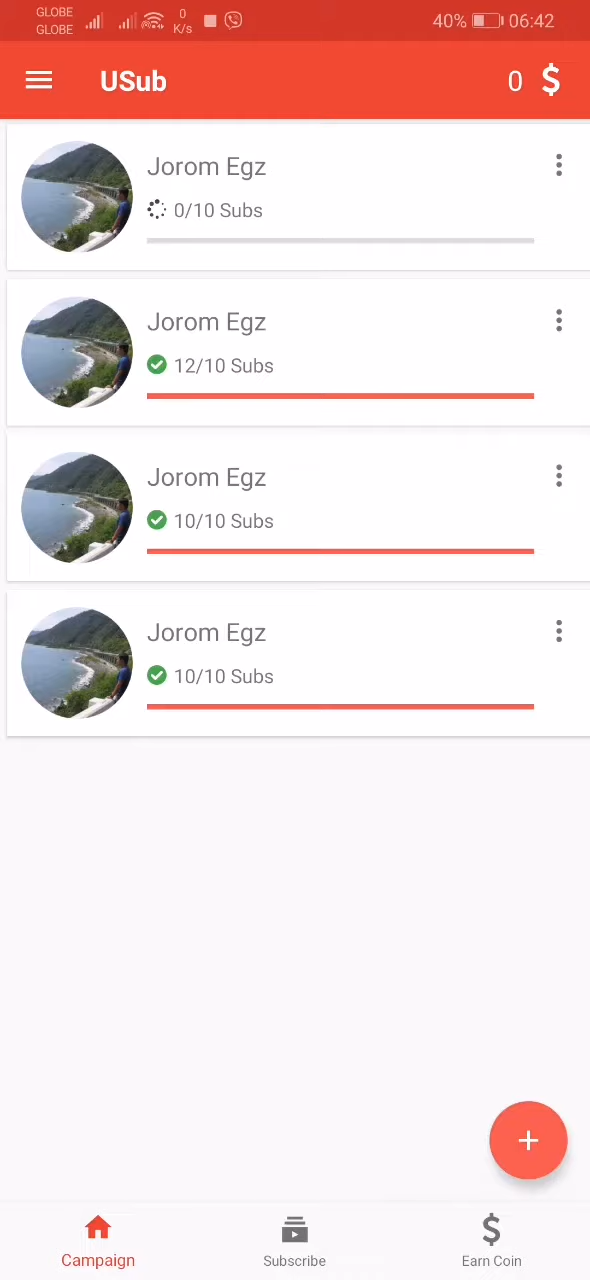 GLOBE
GLOBE
0
K/s
40% 06:42
USub
0 $
Jorom Egz
0/10 Subs
Jorom Egz
12/10 Subs
Jorom Egz
10/10 Subs
Jorom Egz
10/10 Subs
+
Campaign
Subscribe
$
Earn Coin